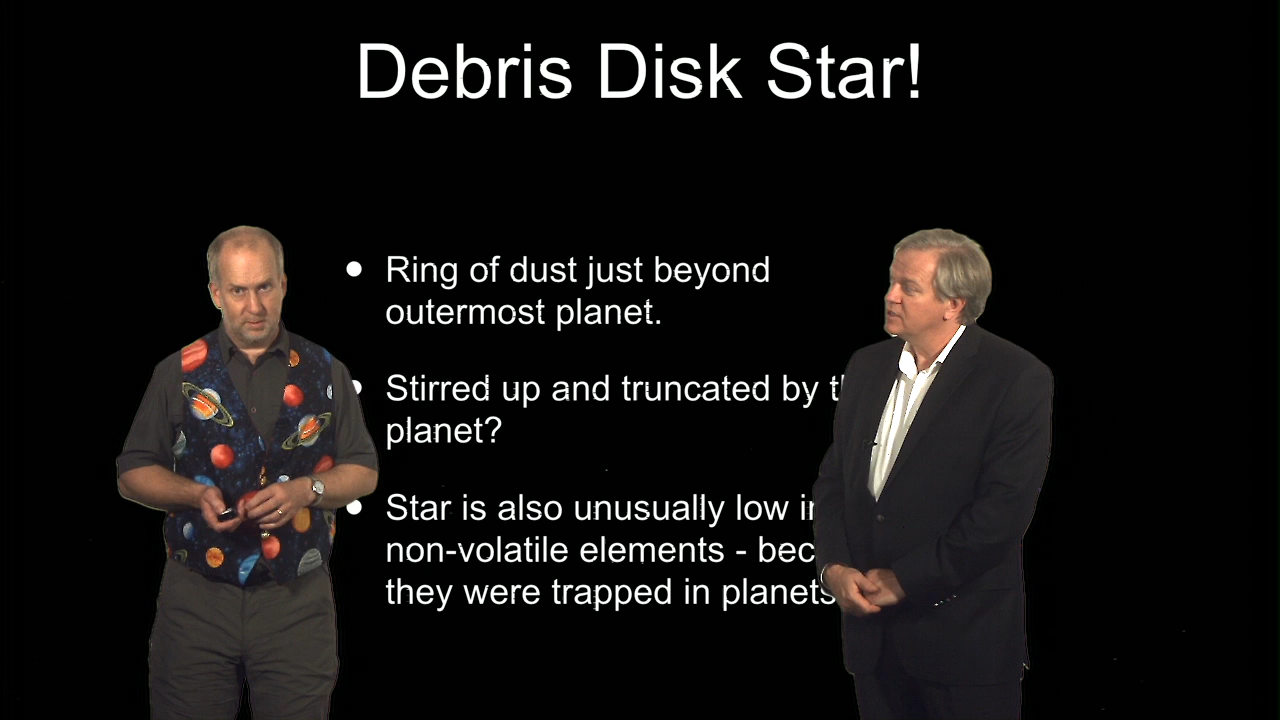 Debris Disk Star!
• Ring of dust just beyond
outermost planet.
• Stirred up and truncated by
planet?
• Star is also unusually low
non-volatile elements -
they were trapped in planets